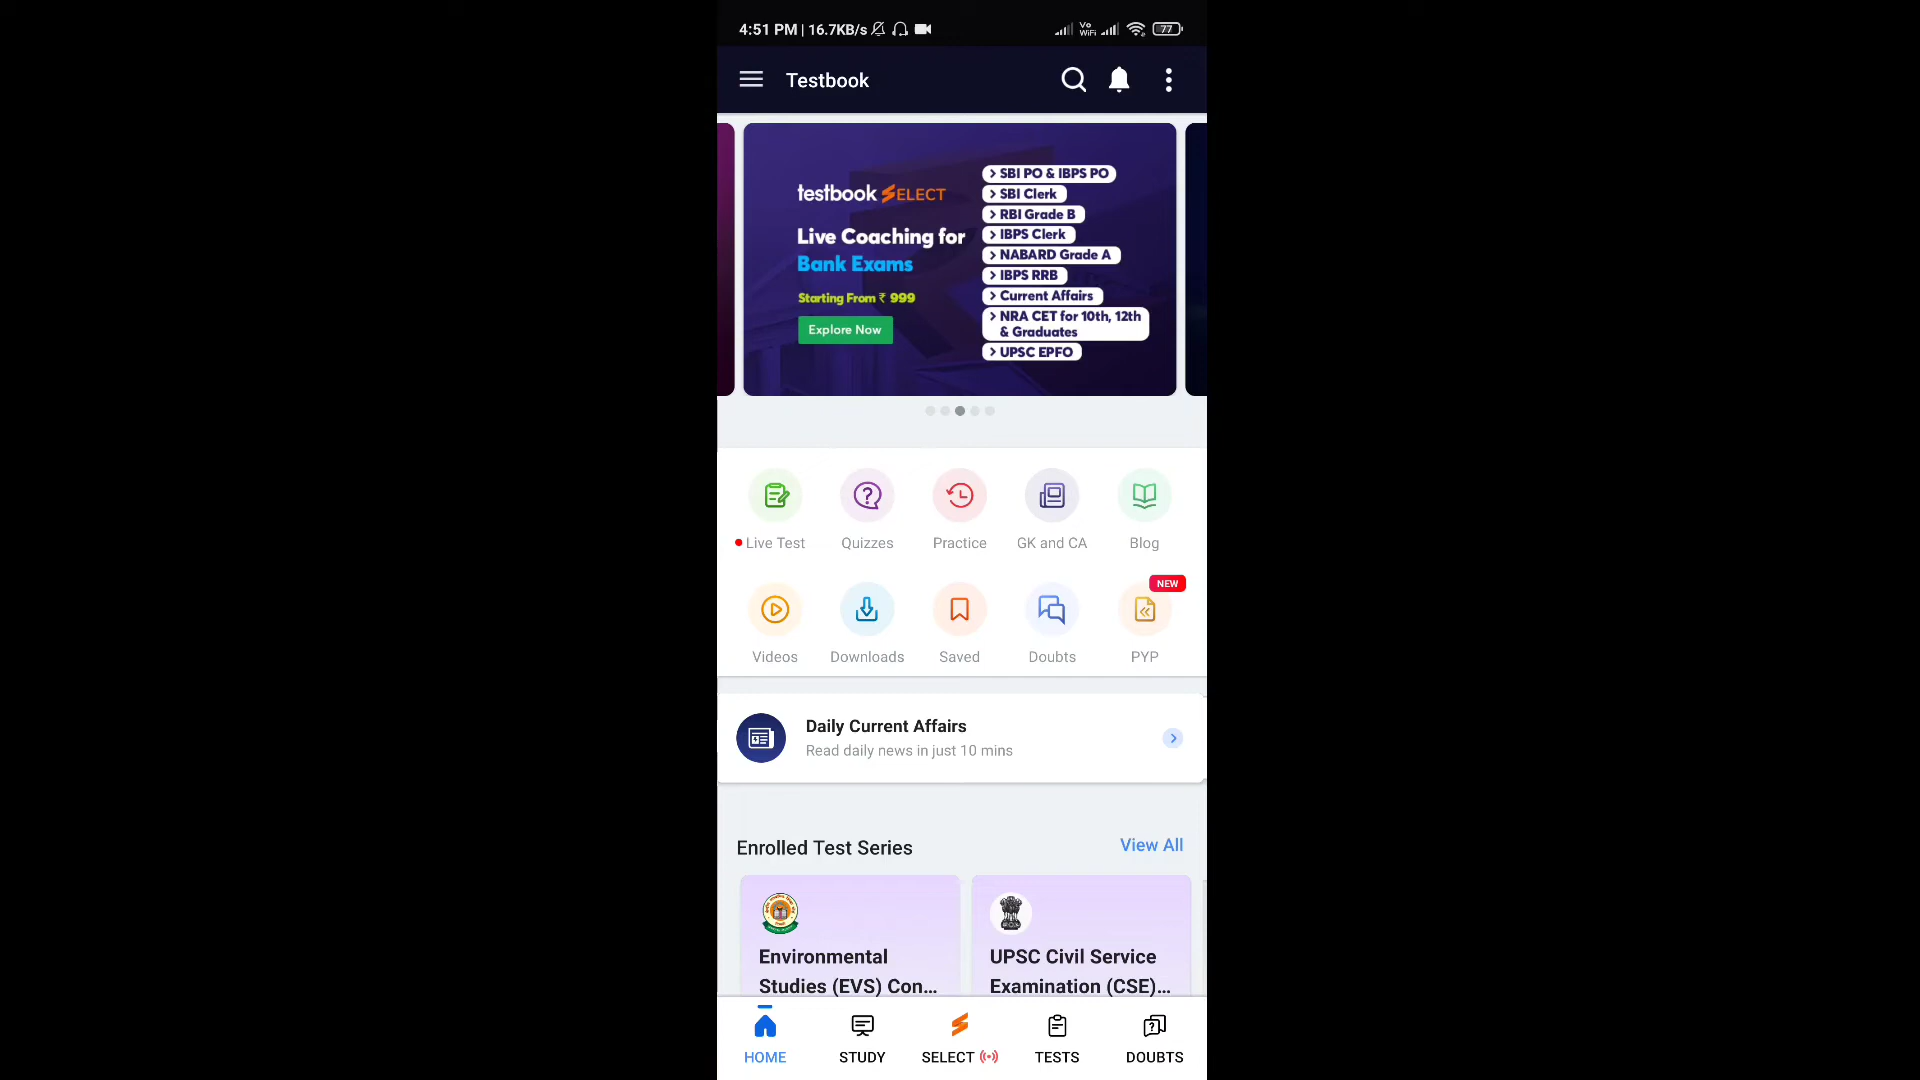 4:51 PM | 16.7KB/s
Vo
WiFi
77
Testbook
testbook SELECT
Live Coaching for
Bank Exams
Starting From ₹ 999
Explore Now
> SBI PO & IBPS PO
> SBI Clerk
> RBI Grade B
> IBPS Clerk
> NABARD Grade A
> IBPS RRB
> Current Affairs
> NRA CET for 10th, 12th
& Graduates
> UPSC EPFO
Live Test
Quizzes
Practice
GK and CA
Blog
NEW
Videos
Downloads
Saved
Doubts
PYP
Daily Current Affairs
Read daily news in just 10 mins
Enrolled Test Series
View All
Environmental
Studies (EVS) Con...
UPSC Civil Service
Examination (CSE)...
HOME
STUDY
SELECT
TESTS
DOUBTS